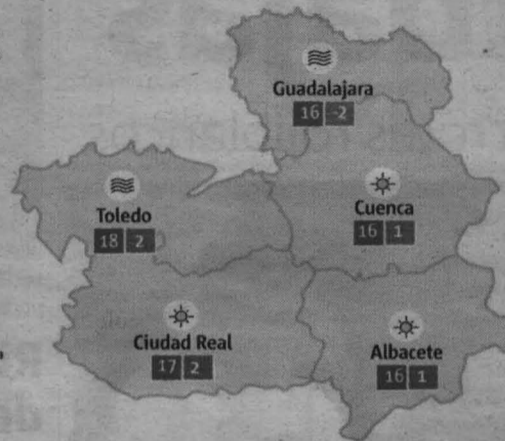 Guadalajara
16 -2
Toledo
18 2
Cuenca
16 1
Ciudad Real
17 2
Albacete
16 1